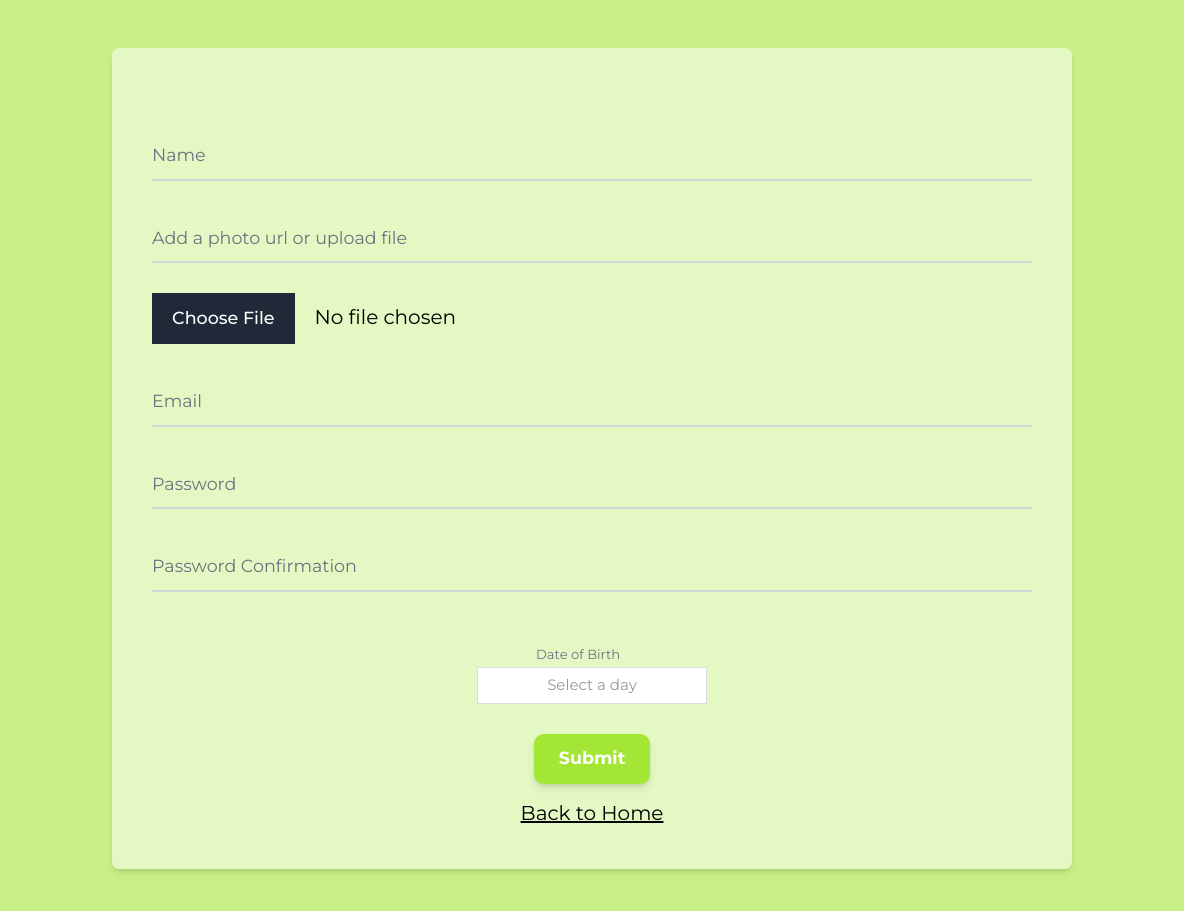 Name
Add a photo url or upload file
Choose File No file chosen
Email
Password
Password Confirmation
Date of Birth
Select a day
Submit
Back to Home